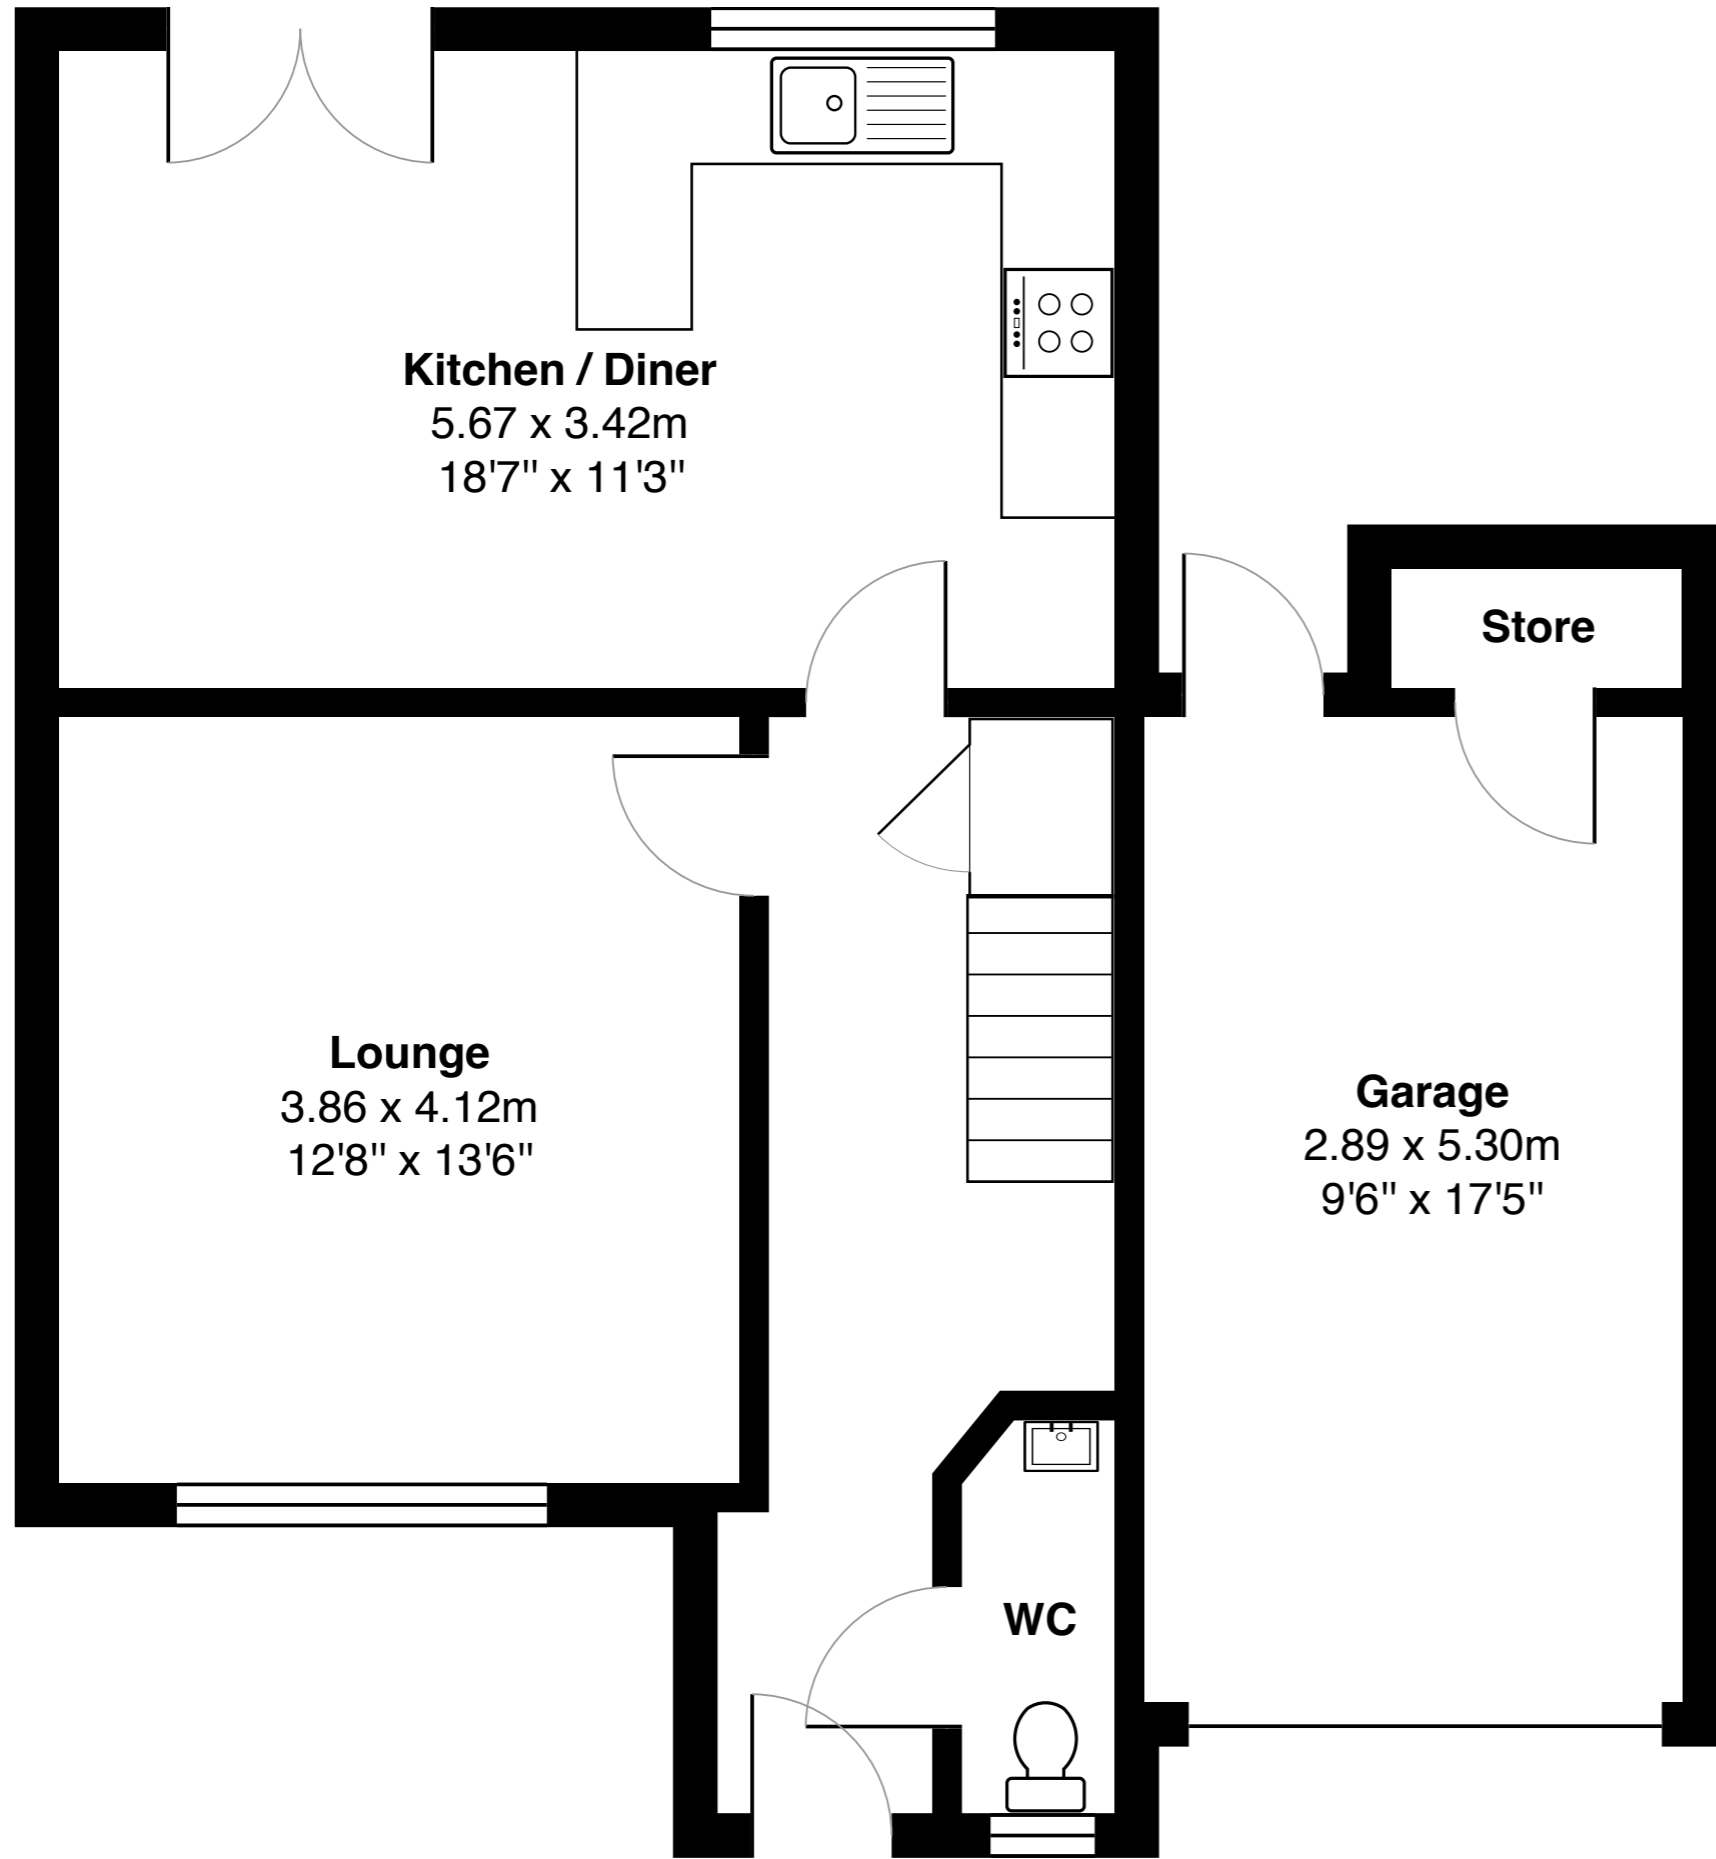 Kitchen / Diner
5.67 x 3.42m
18'7" x 11'3"
Store
Lounge
3.86 x 4.12m
12'8" x 13'6"
Garage
2.89 x 5.30m
9'6" x 17'5"
WC